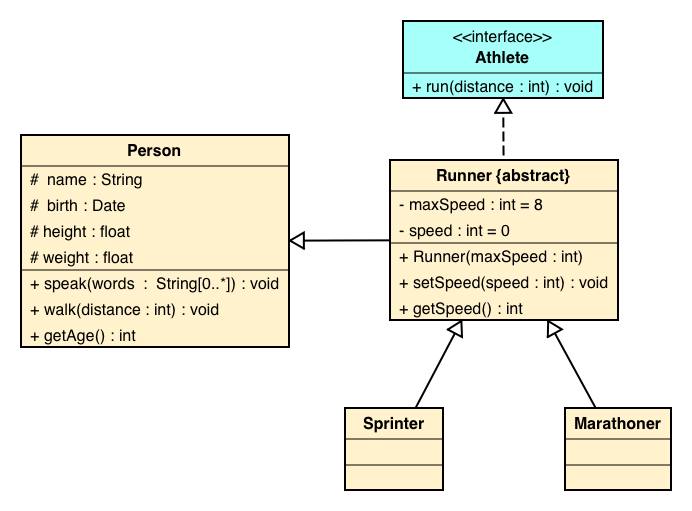 <<interface>>
Athlete
+ run(distance : int) : void
Person
# name : String
# birth : Date
# height : float
# weight : float
+ speak(words : String[0..*]) : void
+ walk(distance : int) : void
+ getAge() : int
Runner {abstract}
- maxSpeed : int = 8
- speed : int = 0
+ Runner(maxSpeed : int)
+ setSpeed(speed : int) : void
+ getSpeed() : int
Sprinter
Marathoner